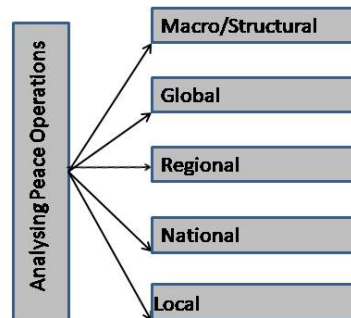 Analysing Peace Operations
Macro/Structural
Global
Regional
National
Local